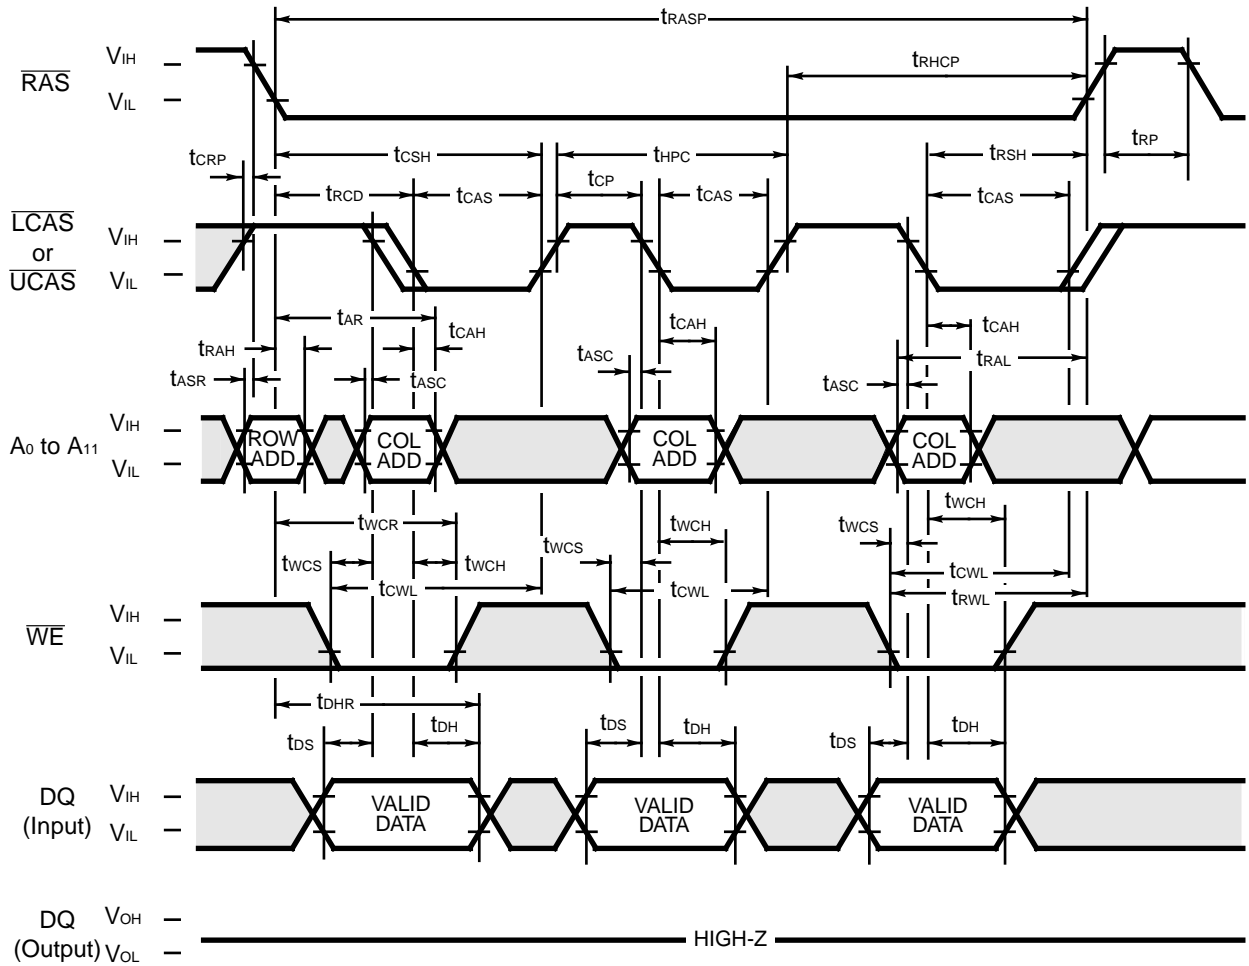 tRASP
VIH
RAS
VIL
tRHCP
tCRP
tCSH
tHPC
tRSH
tRP
tRCD
tCAS
tCP
tCAS
tCAS
LCAS
or
UCAS
VIH
VIL
tAR
tCAH
tCAH
tCAH
tRAH
tASC
tRAL
tASR
tASC
tASC
A0 to A11
VIH
VIL
ROW
ADD
COL
ADD
COL
ADD
COL
ADD
tWCR
tWCH
tWCH
tWCS
tWCH
tWCS
tWCS
tCWL
tCWL
tCWL
tRWL
WE
VIH
VIL
tDHR
tDS
tDH
tDS
tDH
tDS
tDH
DQ
(Input)
VIH
VIL
VALID
DATA
VALID
DATA
VALID
DATA
DQ
(Output)
VOH
VOL
HIGH-Z